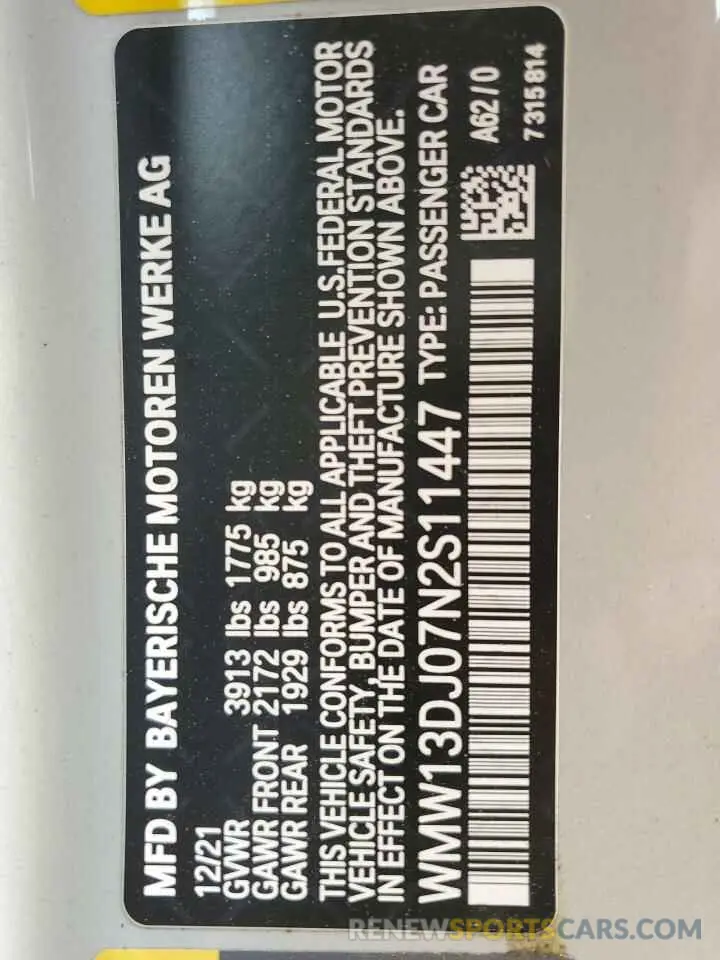 MFD BY BAYERISCHE MOTOREN WERKE AG
12/21
GVWR 3913 lbs 1775 kg
GAWR FRONT 2172 lbs 985 kg
GAWR REAR 1929 lbs 875 kg
THIS VEHICLE CONFORMS TO ALL APPLICABLE U.S.FEDERAL MOTOR
VEHICLE SAFETY, BUMPER AND THEFT PREVENTION STANDARDS
IN EFFECT ON THE DATE OF MANUFACTURE SHOWN ABOVE.
WMW13DJ07N2S11447 TYPE: PASSENGER CAR
A62/0
7315814
RENEWSPORTSCARS.COM